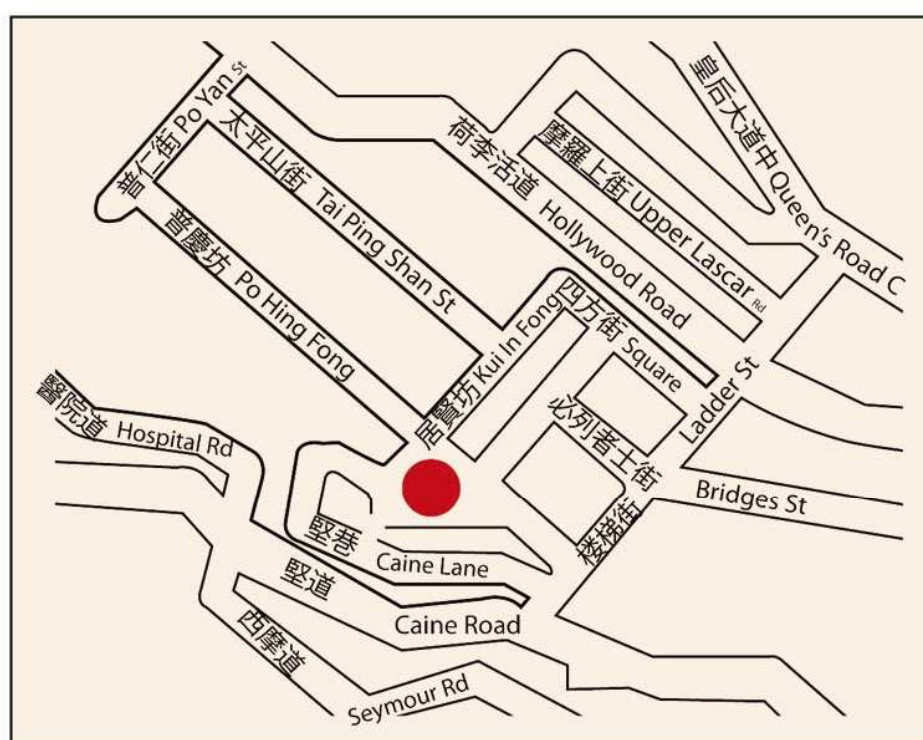 普仁街 Po Yan St
太平山街 Tai Ping Shan St
普慶坊 Po Hing Fong
荷李活道 Hollywood Road
摩羅上街 Upper Lascar Rd
皇后大道中 Queen's Road C
四方街 Square
居賢坊 Kui In Fong
必列者士街
Bridges St
Ladder St
楼梯街
醫院道 Hospital Rd
堅巷
Caine Lane
堅道
Caine Road
西摩道
Seymour Rd